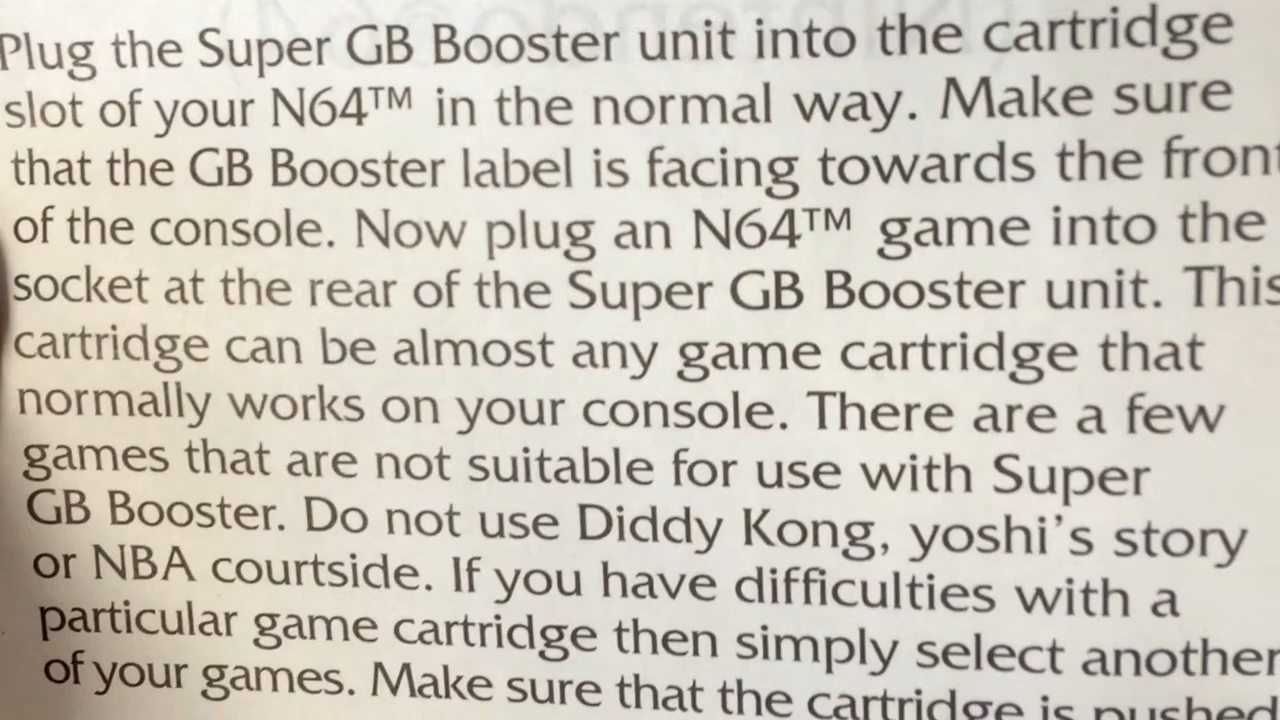 Plug the Super GB Booster unit into the cartridge
slot of your N64™ in the normal way. Make sure
that the GB Booster label is facing towards the front
of the console. Now plug an N64™ game into the
socket at the rear of the Super GB Booster unit. This
cartridge can be almost any game cartridge that
normally works on your console. There are a few
games that are not suitable for use with Super
GB Booster. Do not use Diddy Kong, yoshi's story
or NBA courtside. If you have difficulties with a
particular game cartridge then simply select another
of your games. Make sure that the cartridge is pushed